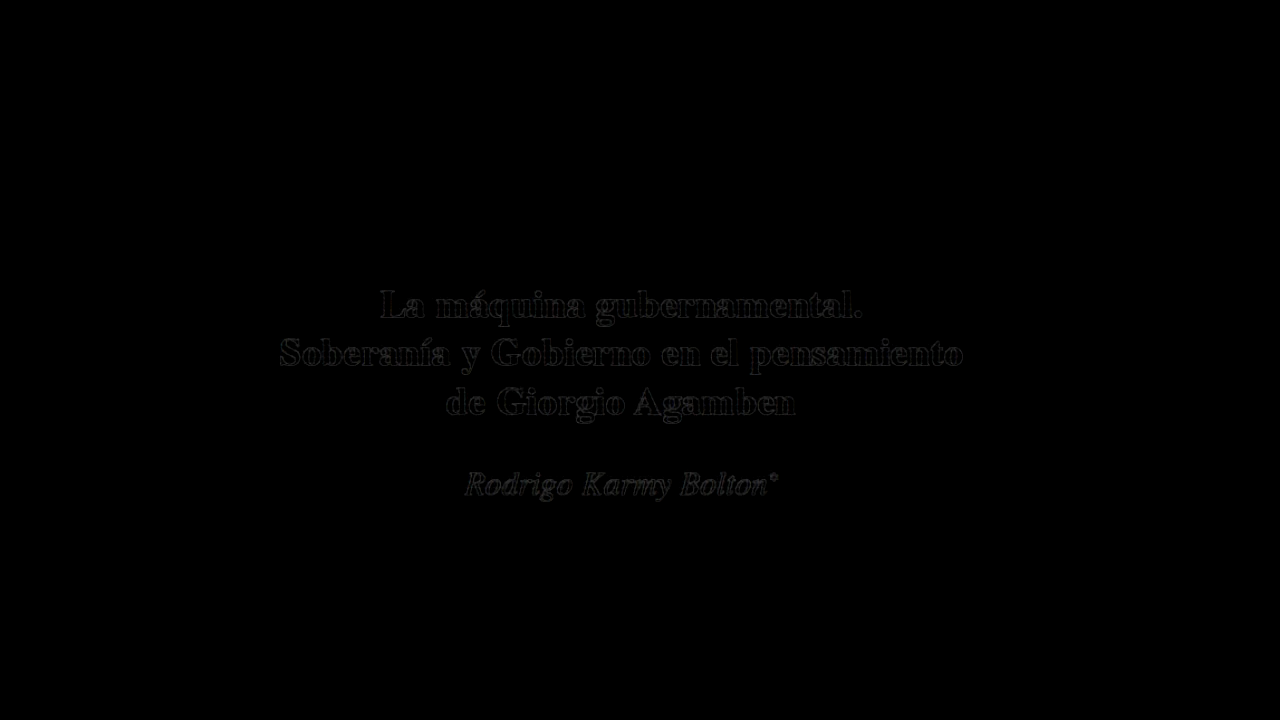 La máquina gubernamental.
Soberanía y Gobierno en el pensamiento
de Giorgio Agamben
Rodrigo Karmy Bolton*